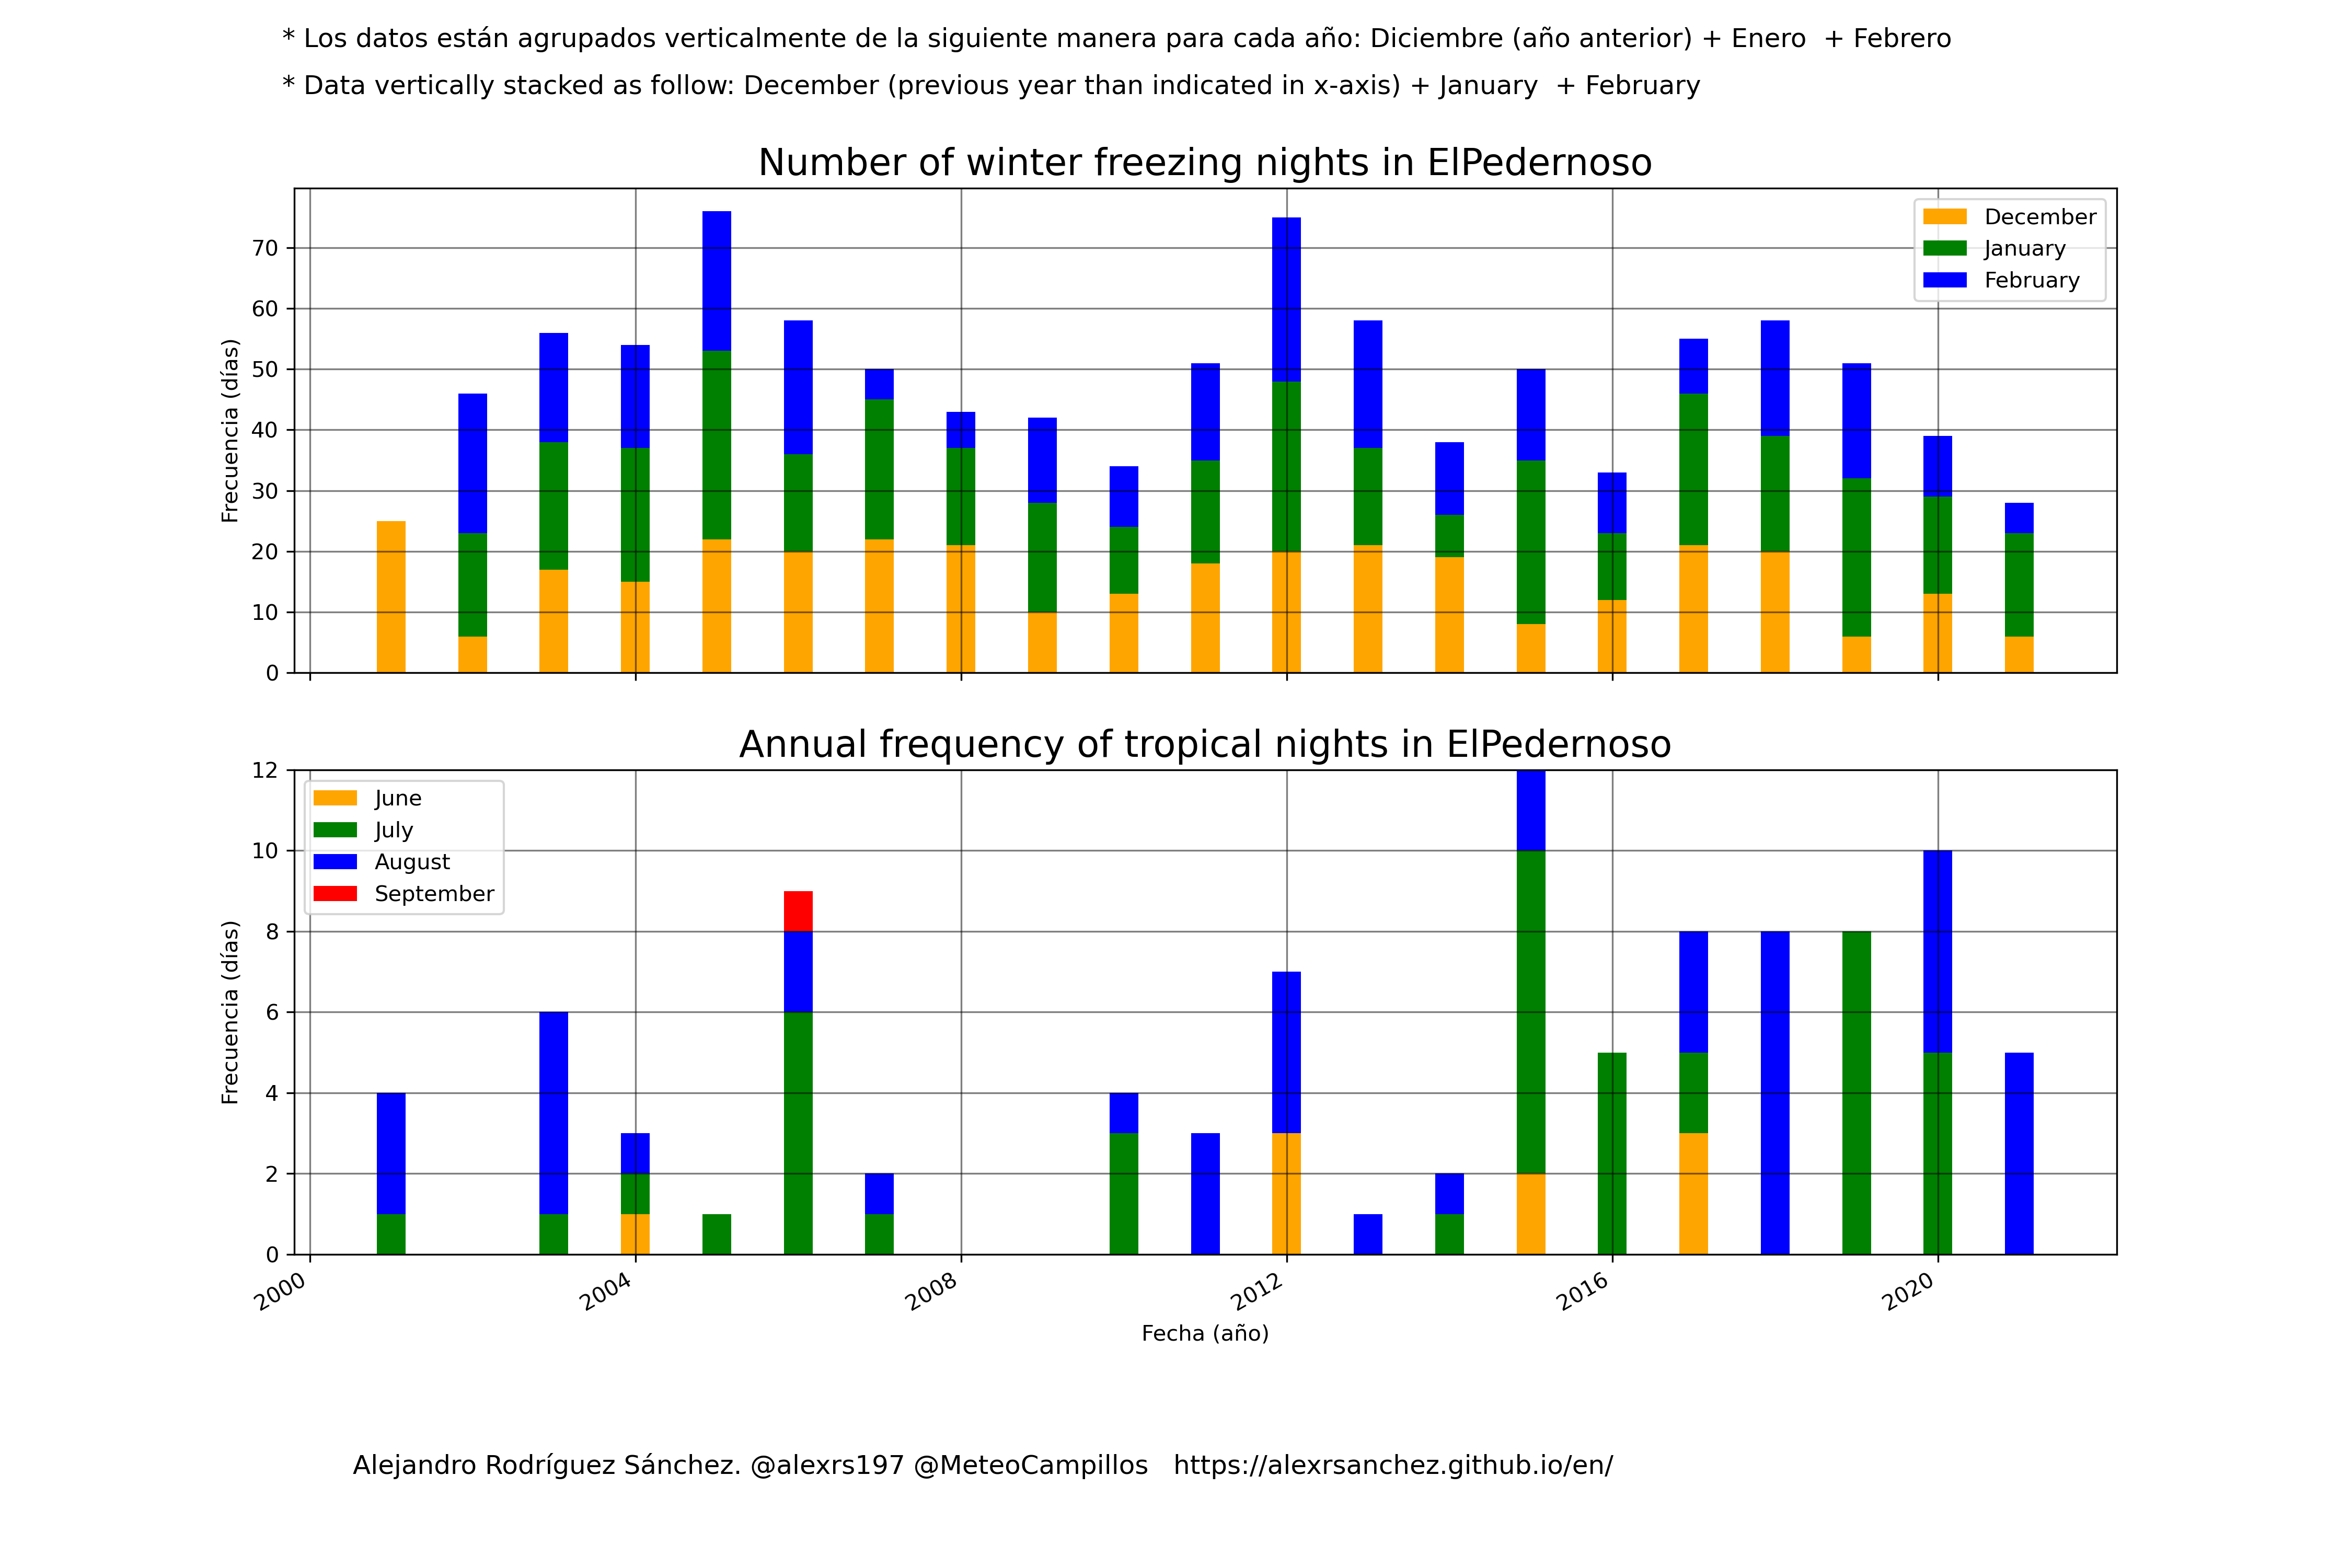 * Los datos están agrupados verticalmente de la siguiente manera para cada año: Diciembre (año anterior) + Enero  + Febrero
* Data vertically stacked as follow: December (previous year than indicated in x-axis) + January  + February
Number of winter freezing nights in ElPedernoso
Frecuencia (días)
70
60
50
40
30
20
10
0
December
January
February
Annual frequency of tropical nights in ElPedernoso
Frecuencia (días)
12
10
8
6
4
2
0
June
July
August
September
2000
2004
2008
2012
2016
2020
Fecha (año)
Alejandro Rodríguez Sánchez. @alexrs197 @MeteoCampillos   https://alexrsanchez.github.io/en/